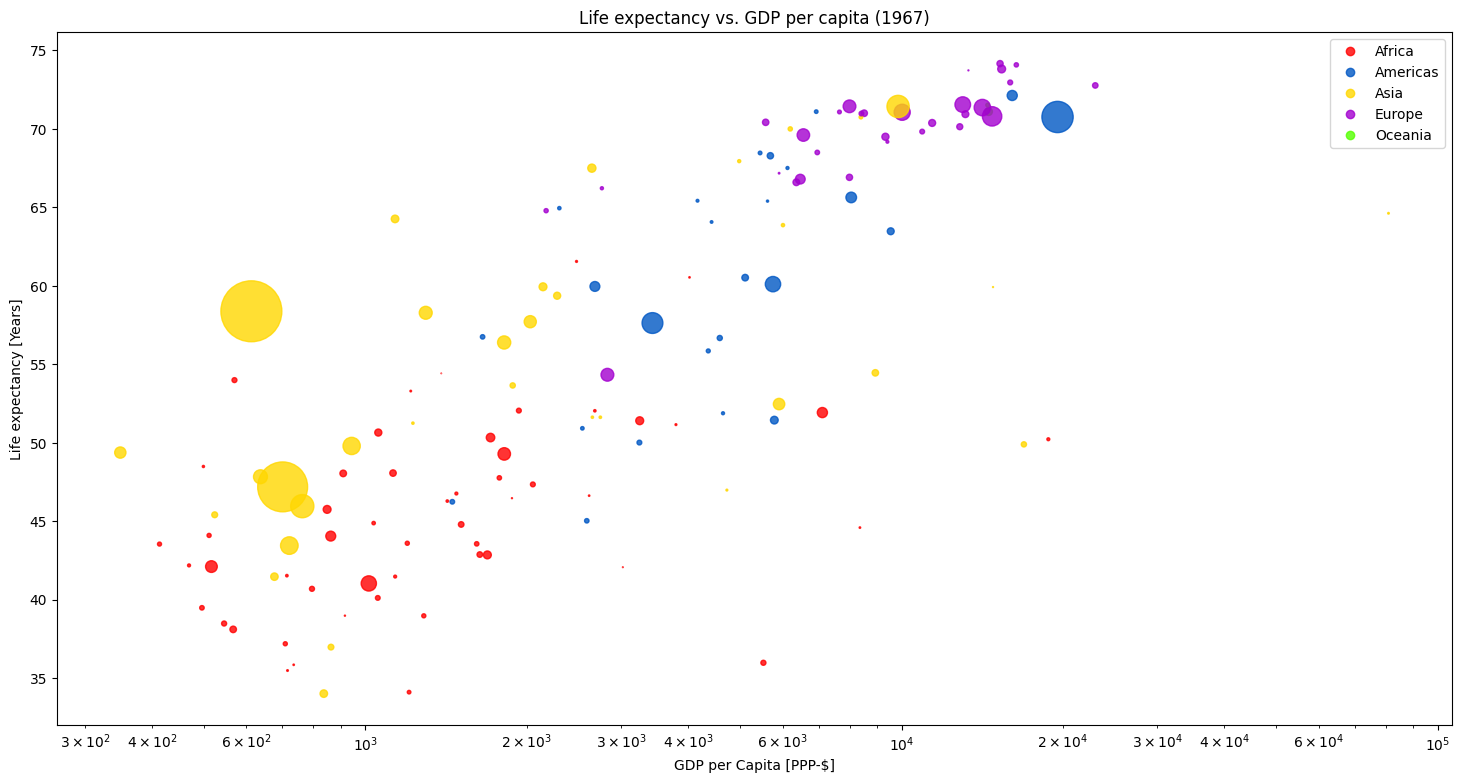 Life expectancy vs. GDP per capita (1967)
Africa
Americas
Asia
Europe
Oceania
Life expectancy [Years]
75
70
65
60
55
50
45
40
35
3 × 10² 4 × 10² 6 × 10² 10³ 2 × 10³ 3 × 10³ 4 × 10³ 6 × 10³ 10⁴ 2 × 10⁴ 3 × 10⁴ 4 × 10⁴ 6 × 10⁴ 10⁵
GDP per Capita [PPP-$]